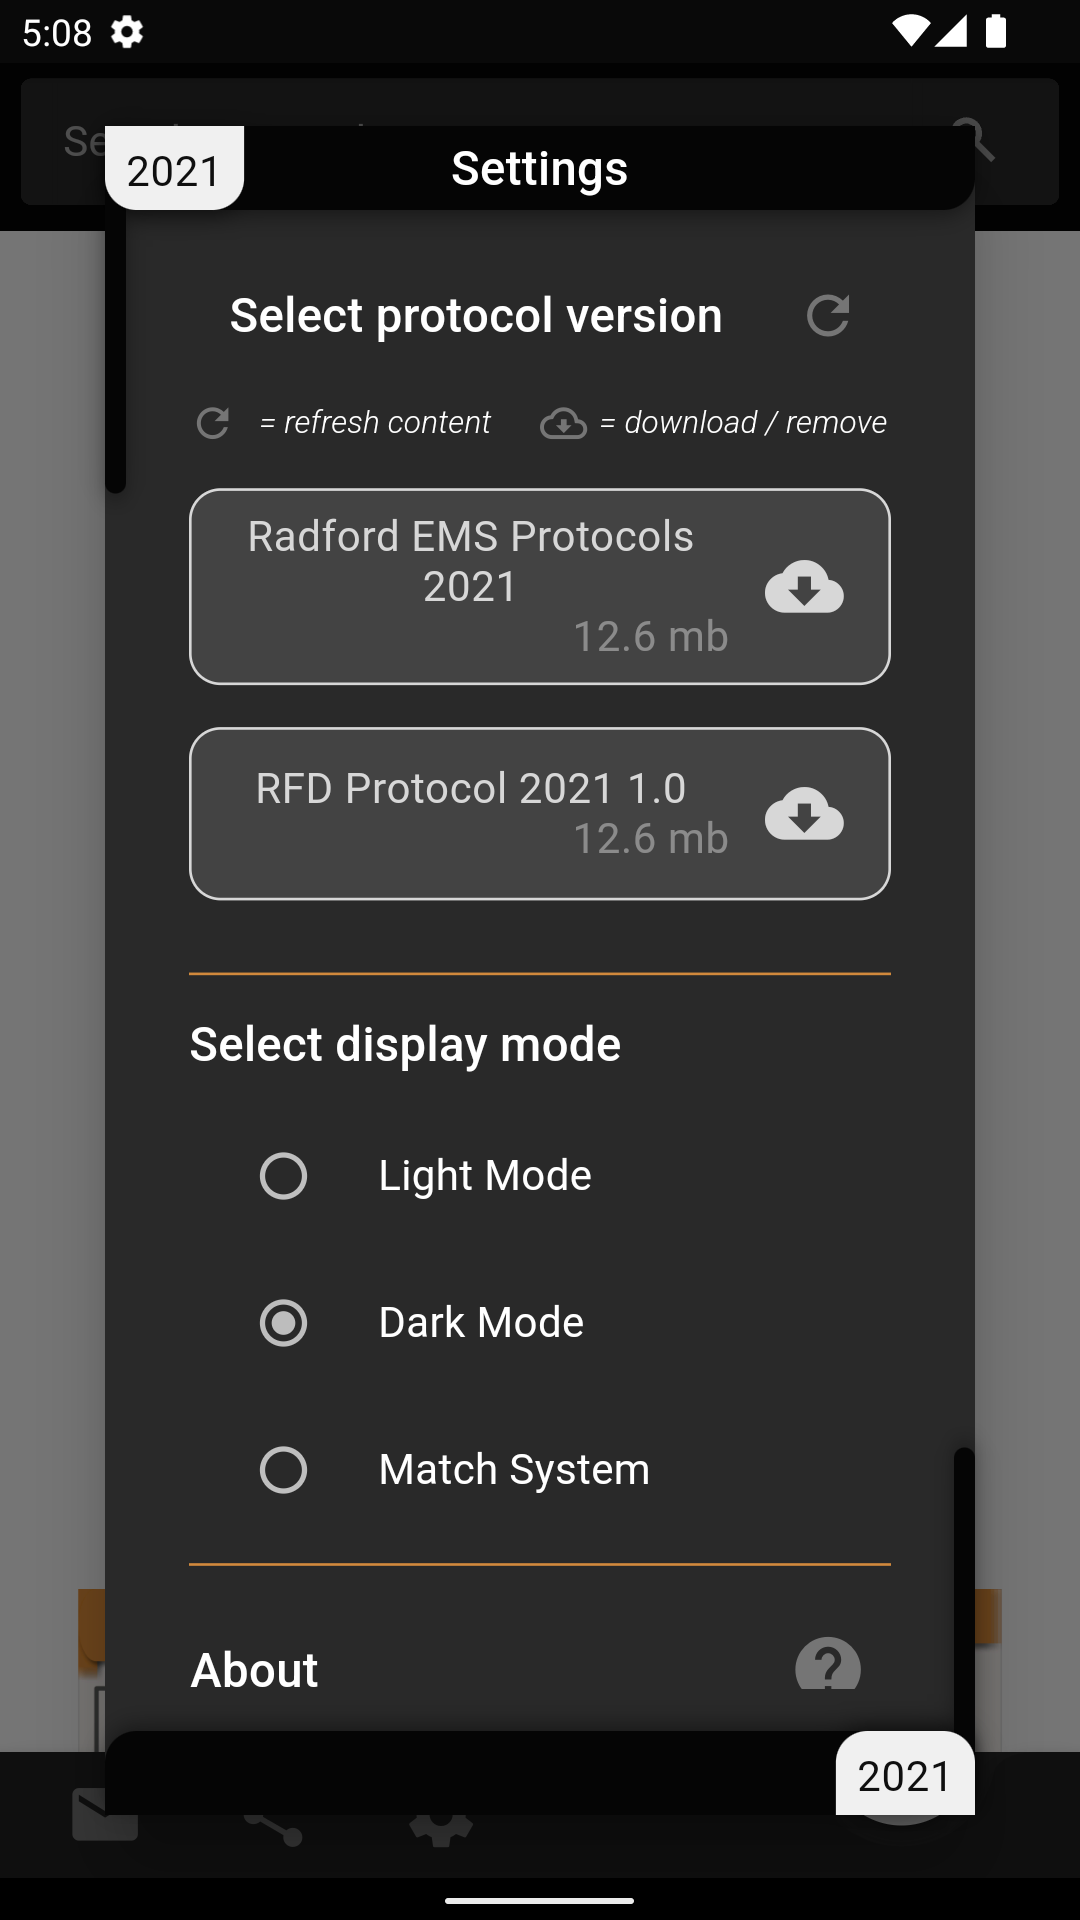 5:08
2021
Settings
Select protocol version
= refresh content
= download / remove
Radford EMS Protocols
2021
12.6 mb
RFD Protocol 2021 1.0
12.6 mb
Select display mode
Light Mode
Dark Mode
Match System
About
2021